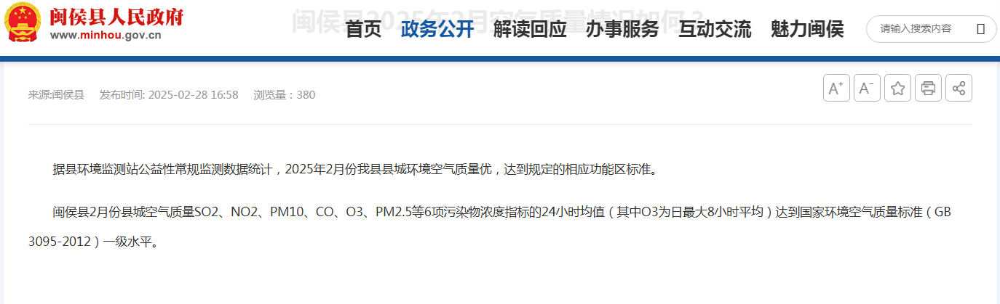 闽侯县人民政府
www.minhou.gov.cn
闽侯县2025年2月空气质量情况如何？
首页 政务公开 解读回应 办事服务 互动交流 魅力闽侯
请输入搜索内容
来源:闽侯县 发布时间: 2025-02-28 16:58 浏览量：380
A+ A-
据县环境监测站公益性常规监测数据统计，2025年2月份我县县城环境空气质量优，达到规定的相应功能区标准。
闽侯县2月份县城空气质量SO2、NO2、PM10、CO、O3、PM2.5等6项污染物浓度指标的24小时均值（其中O3为日最大8小时平均）达到国家环境空气质量标准（GB
3095-2012）一级水平。